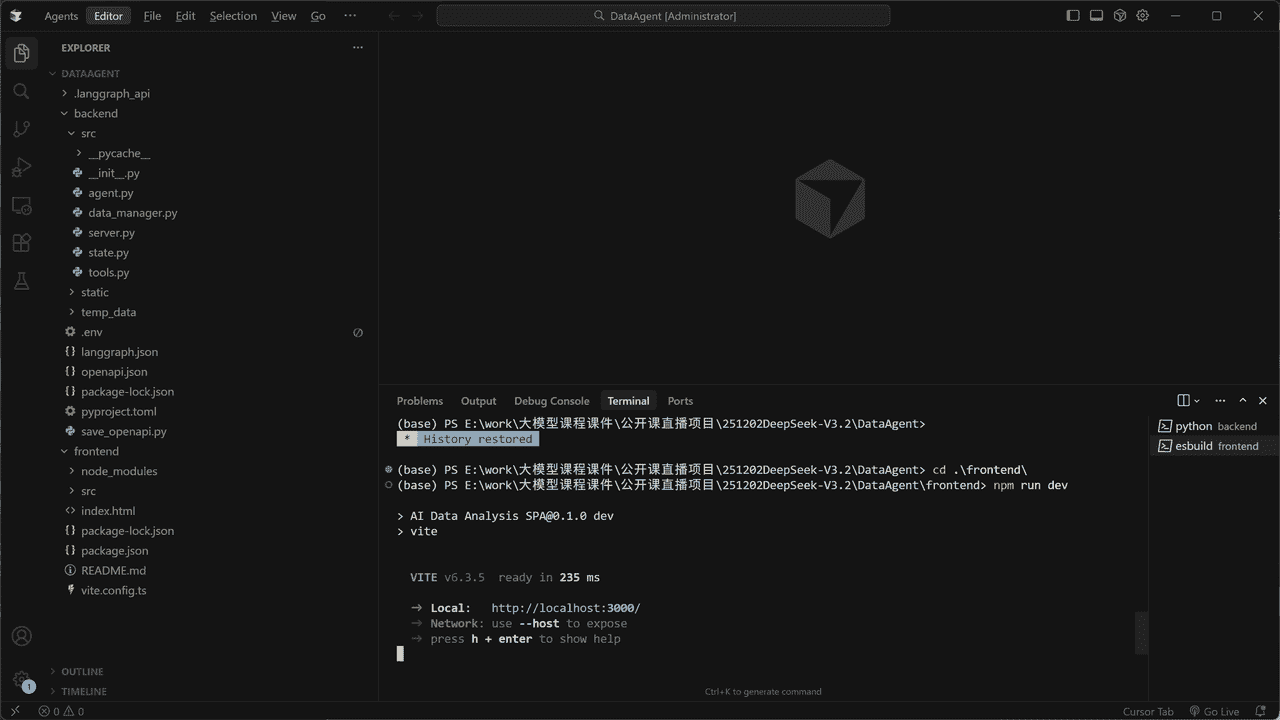 Agents Editor File Edit Selection View Go ··· DataAgent [Administrator]
EXPLORER ···
DATAAGENT
.langgraph_api
backend
src
__pycache__
__init__.py
agent.py
data_manager.py
server.py
state.py
tools.py
static
temp_data
.env
langgraph.json
openapi.json
package-lock.json
pyproject.toml
save_openapi.py
frontend
node_modules
src
index.html
package-lock.json
package.json
README.md
vite.config.ts
OUTLINE
TIMELINE
Problems Output Debug Console Terminal Ports
(base) PS E:\work\大模型课程课件\公开课直播项目\251202DeepSeek-V3.2\DataAgent>
* History restored
(base) PS E:\work\大模型课程课件\公开课直播项目\251202DeepSeek-V3.2\DataAgent> cd .\frontend\
(base) PS E:\work\大模型课程课件\公开课直播项目\251202DeepSeek-V3.2\DataAgent\frontend> npm run dev
> AI Data Analysis SPA@0.1.0 dev
> vite
VITE v6.3.5 ready in 235 ms
→ Local: http://localhost:3000/
→ Network: use --host to expose
→ press h + enter to show help
python backend
esbuild frontend
Ctrl+K to generate command
1
0 0 Cursor Tab Go Live